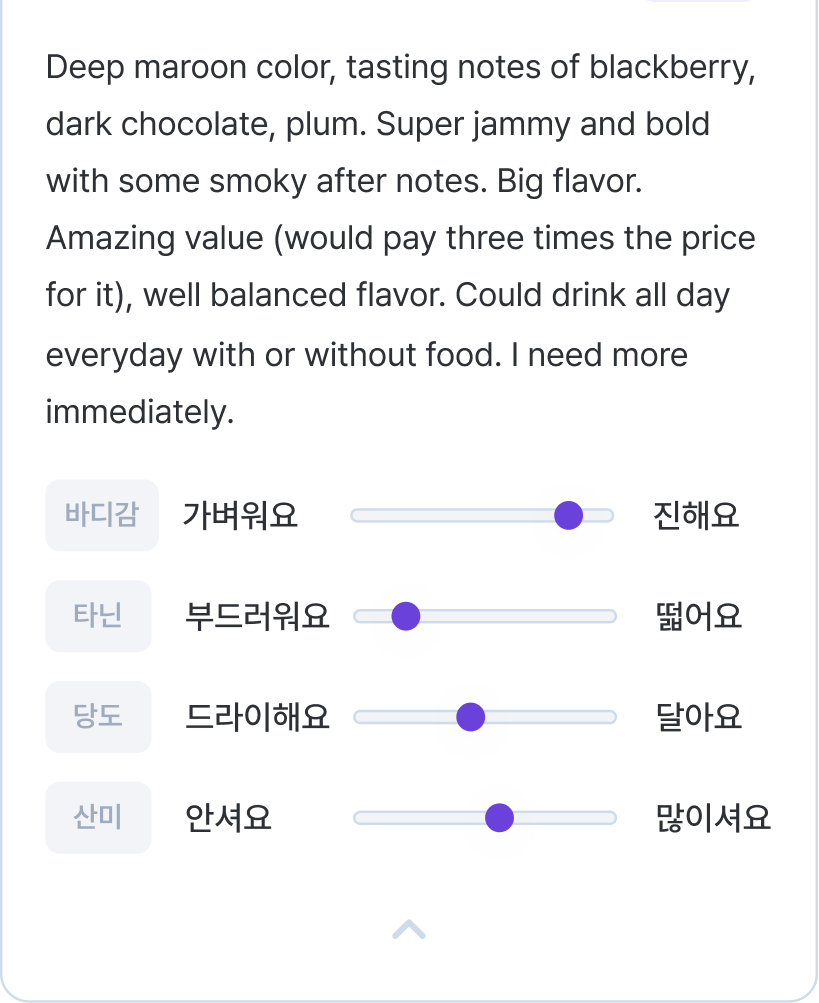 Deep maroon color, tasting notes of blackberry,
dark chocolate, plum. Super jammy and bold
with some smoky after notes. Big flavor.
Amazing value (would pay three times the price
for it), well balanced flavor. Could drink all day
everyday with or without food. I need more
immediately.
바디감 가벼워요 진해요
타닌 부드러워요 떫어요
당도 드라이해요 달아요
산미 안셔요 많이셔요